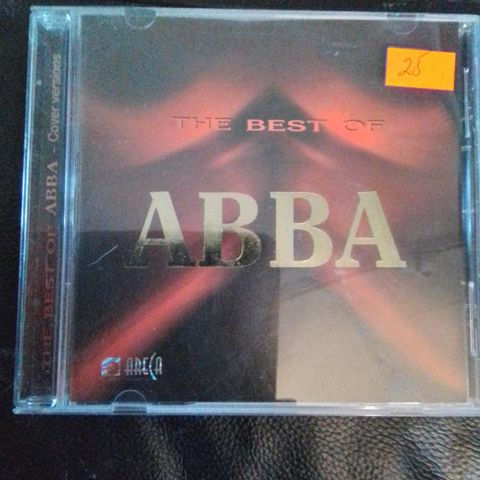 THE BEST OF ABBA - Cover versions
25
THE BEST OF
ABBA
ARECA